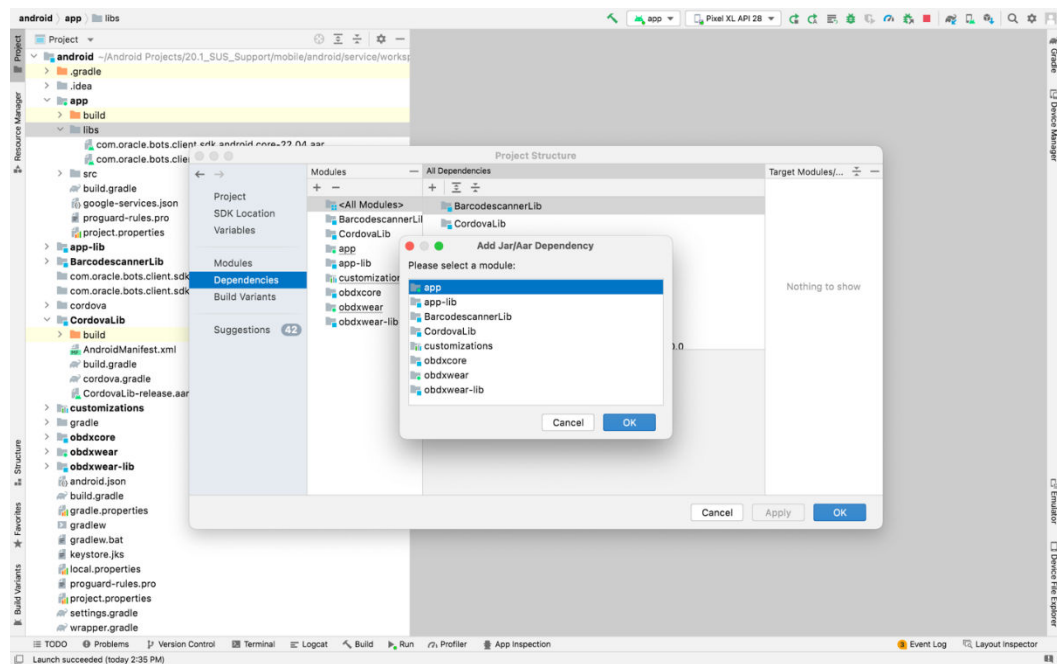 android app libs
app
Pixel XL API 28
Project
android ~/Android Projects/20.1_SUS_Support/mobile/android/service/worksp
.gradle
.idea
app
build
libs
com.oracle.bots.client.sdk.android.core-22.04.aar
com.oracle.bots.clie
src
build.gradle
google-services.json
proguard-rules.pro
project.properties
app-lib
BarcodescannerLib
com.oracle.bots.client.sdk
com.oracle.bots.client.sdk
cordova
CordovaLib
build
AndroidManifest.xml
build.gradle
cordova.gradle
CordovaLib-release.aar
customizations
gradle
obdxcore
obdxwear
obdxwear-lib
android.json
build.gradle
gradle.properties
gradlew
gradlew.bat
keystore.jks
local.properties
proguard-rules.pro
project.properties
settings.gradle
wrapper.gradle
Project
Resource Manager
Structure
Favorites
Build Variants
Project Structure
Project
SDK Location
Variables
Modules
Dependencies
Build Variants
Suggestions 42
Modules
<All Modules>
BarcodescannerLil
CordovaLib
app
app-lib
customization
obdxcore
obdxwear
obdxwear-lib
All Dependencies
BarcodescannerLib
CordovaLib
0.0
Target Modules/...
Nothing to show
Add Jar/Aar Dependency
Please select a module:
app
app-lib
BarcodescannerLib
CordovaLib
customizations
obdxcore
obdxwear
obdxwear-lib
Cancel OK
Cancel Apply OK
Gradle
Device Manager
Emulator
Device File Explorer
TODO Problems Version Control Terminal Logcat Build Run Profiler App Inspection
Event Log Layout Inspector
Launch succeeded (today 2:35 PM)